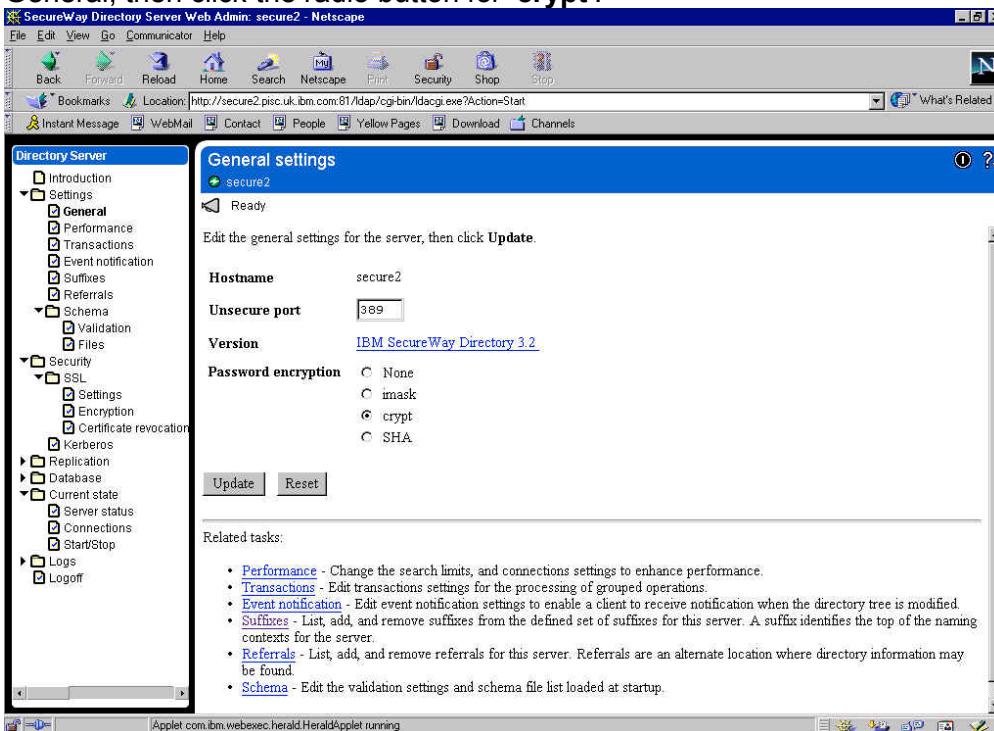 General, then click the radio button for 'crypt'.
SecureWay Directory Server Web Admin: secure2 - Netscape
File Edit View Go Communicator Help
Back Forward Reload Home Search Netscape Print Security Shop Stop
Bookmarks Location: http://secure2.pisc.uk.ibm.com:81/ldap/cgi-bin/ldacgi.exe?Action=Start What's Related
Instant Message WebMail Contact People Yellow Pages Download Channels
Directory Server
Introduction
Settings
General
Performance
Transactions
Event notification
Suffixes
Referrals
Schema
Validation
Files
Security
SSL
Settings
Encryption
Certificate revocation
Kerberos
Replication
Database
Current state
Server status
Connections
Start/Stop
Logs
Logoff
General settings
secure2
Ready
Edit the general settings for the server, then click Update.
Hostname secure2
Unsecure port 389
Version IBM SecureWay Directory 3.2
Password encryption None
imask
crypt
SHA
Update Reset
Related tasks:
• Performance - Change the search limits, and connections settings to enhance performance.
• Transactions - Edit transactions settings for the processing of grouped operations.
• Event notification - Edit event notification settings to enable a client to receive notification when the directory tree is modified.
• Suffixes - List, add, and remove suffixes from the defined set of suffixes for this server. A suffix identifies the top of the naming
contexts for the server.
• Referrals - List, add, and remove referrals for this server. Referrals are an alternate location where directory information may
be found.
• Schema - Edit the validation settings and schema file list loaded at startup.
Applet com.ibm.webexec.herald.HeraldApplet running